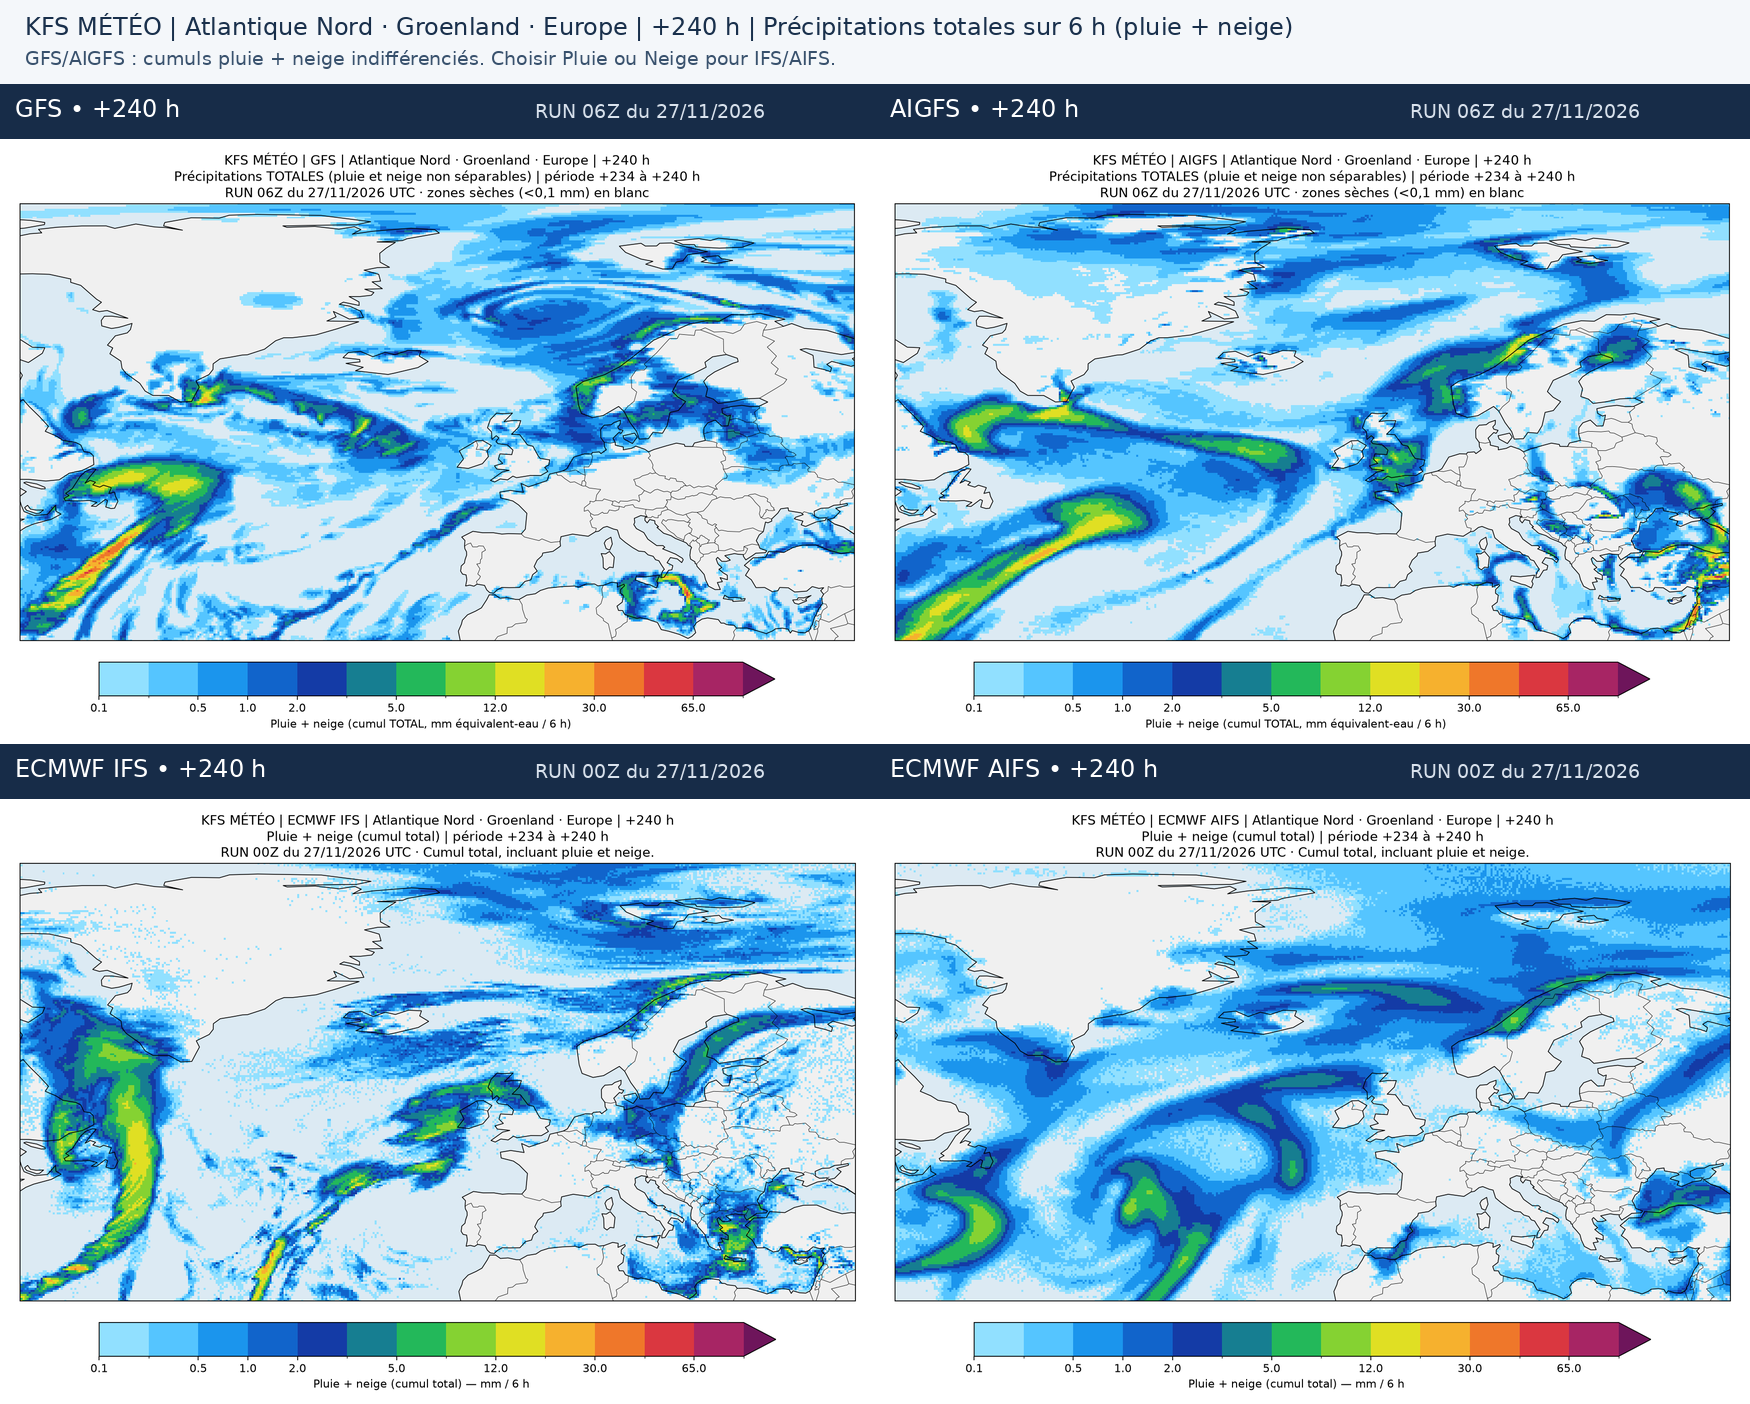 KFS MÉTÉO | Atlantique Nord · Groenland · Europe | +240 h | Précipitations totales sur 6 h (pluie + neige)
GFS/AIGFS : cumuls pluie + neige indifférenciés. Choisir Pluie ou Neige pour IFS/AIFS.
GFS • +240 h
RUN 06Z du 27/11/2026
KFS MÉTÉO | GFS | Atlantique Nord · Groenland · Europe | +240 h
Précipitations TOTALES (pluie et neige non séparables) | période +234 à +240 h
RUN 06Z du 27/11/2026 UTC · zones sèches (<0,1 mm) en blanc
0.1 0.5 1.0 2.0 5.0 12.0 30.0 65.0
Pluie + neige (cumul TOTAL, mm équivalent-eau / 6 h)
AIGFS • +240 h
RUN 06Z du 27/11/2026
KFS MÉTÉO | AIGFS | Atlantique Nord · Groenland · Europe | +240 h
Précipitations TOTALES (pluie et neige non séparables) | période +234 à +240 h
RUN 06Z du 27/11/2026 UTC · zones sèches (<0,1 mm) en blanc
0.1 0.5 1.0 2.0 5.0 12.0 30.0 65.0
Pluie + neige (cumul TOTAL, mm équivalent-eau / 6 h)
ECMWF IFS • +240 h
RUN 00Z du 27/11/2026
KFS MÉTÉO | ECMWF IFS | Atlantique Nord · Groenland · Europe | +240 h
Pluie + neige (cumul total) | période +234 à +240 h
RUN 00Z du 27/11/2026 UTC · Cumul total, incluant pluie et neige.
0.1 0.5 1.0 2.0 5.0 12.0 30.0 65.0
Pluie + neige (cumul total) — mm / 6 h
ECMWF AIFS • +240 h
RUN 00Z du 27/11/2026
KFS MÉTÉO | ECMWF AIFS | Atlantique Nord · Groenland · Europe | +240 h
Pluie + neige (cumul total) | période +234 à +240 h
RUN 00Z du 27/11/2026 UTC · Cumul total, incluant pluie et neige.
0.1 0.5 1.0 2.0 5.0 12.0 30.0 65.0
Pluie + neige (cumul total) — mm / 6 h